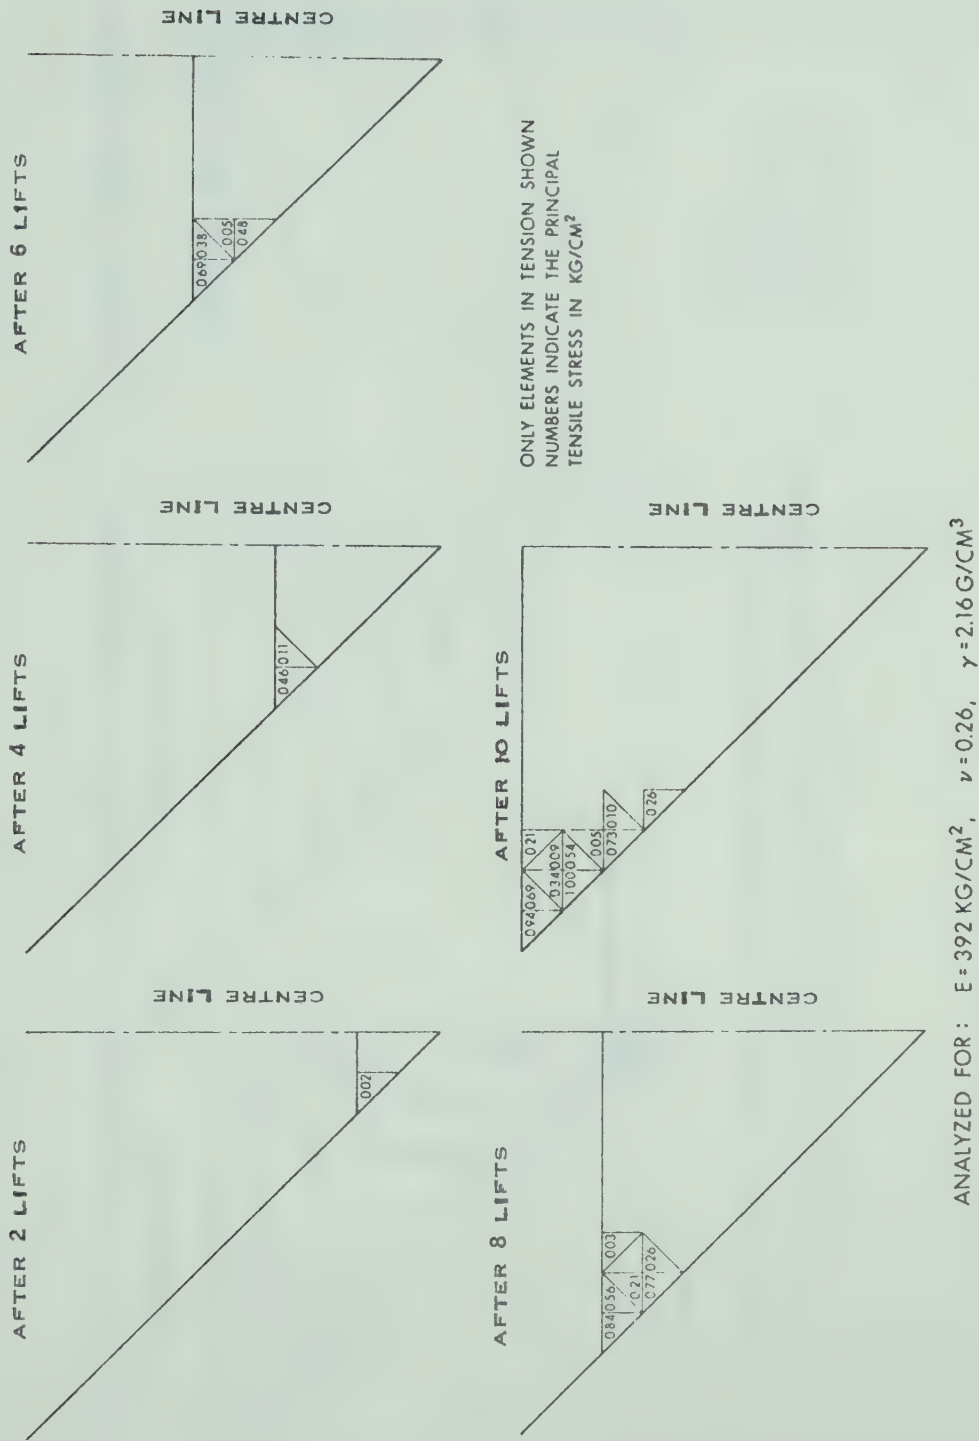 AFTER 2 LIFTS
002
CENTRE LINE
AFTER 4 LIFTS
046 011
CENTRE LINE
AFTER 6 LIFTS
069 038
005
048
CENTRE LINE
AFTER 8 LIFTS
084 056
003
021
077 026
CENTRE LINE
AFTER 10 LIFTS
094 069
021
034 009
100 054
005
073 010
026
CENTRE LINE
ONLY ELEMENTS IN TENSION SHOWN
NUMBERS INDICATE THE PRINCIPAL
TENSILE STRESS IN KG/CM²
ANALYZED FOR: E = 392 KG/CM², ν = 0.26, γ = 2.16 G/CM³